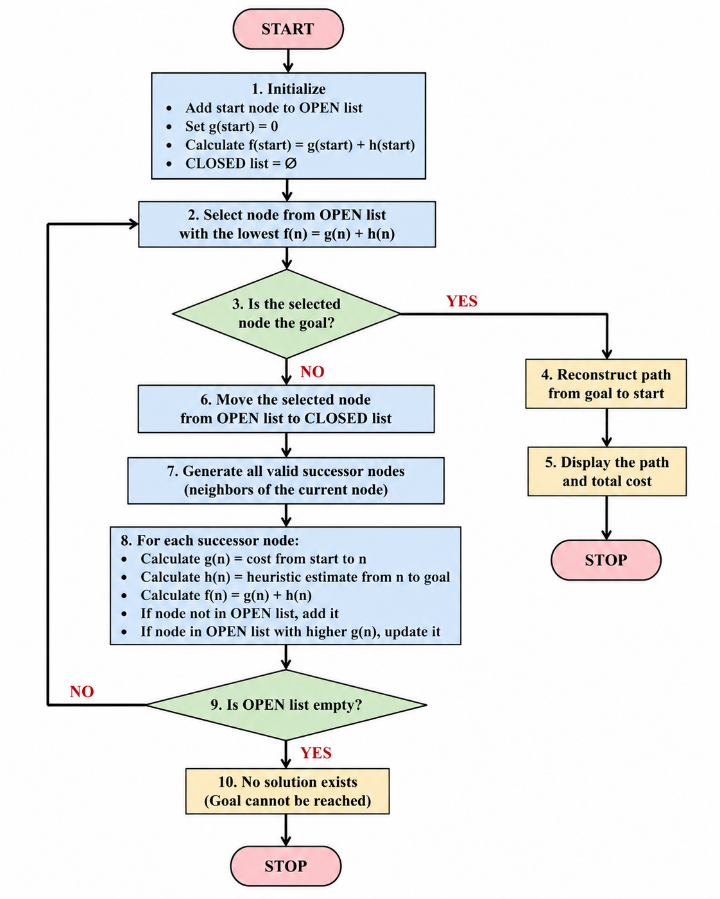 START
1. Initialize
• Add start node to OPEN list
• Set g(start) = 0
• Calculate f(start) = g(start) + h(start)
• CLOSED list = Ø
2. Select node from OPEN list
with the lowest f(n) = g(n) + h(n)
3. Is the selected
node the goal?
YES
4. Reconstruct path
from goal to start
5. Display the path
and total cost
STOP
NO
6. Move the selected node
from OPEN list to CLOSED list
7. Generate all valid successor nodes
(neighbors of the current node)
8. For each successor node:
• Calculate g(n) = cost from start to n
• Calculate h(n) = heuristic estimate from n to goal
• Calculate f(n) = g(n) + h(n)
• If node not in OPEN list, add it
• If node in OPEN list with higher g(n), update it
9. Is OPEN list empty?
NO
YES
10. No solution exists
(Goal cannot be reached)
STOP